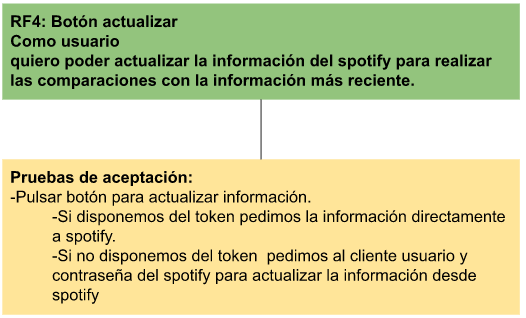 RF4: Botón actualizar
Como usuario
quiero poder actualizar la información del spotify para realizar
las comparaciones con la información más reciente.
Pruebas de aceptación:
-Pulsar botón para actualizar información.
-Si disponemos del token pedimos la información directamente
a spotify.
-Si no disponemos del token  pedimos al cliente usuario y
contraseña del spotify para actualizar la información desde
spotify